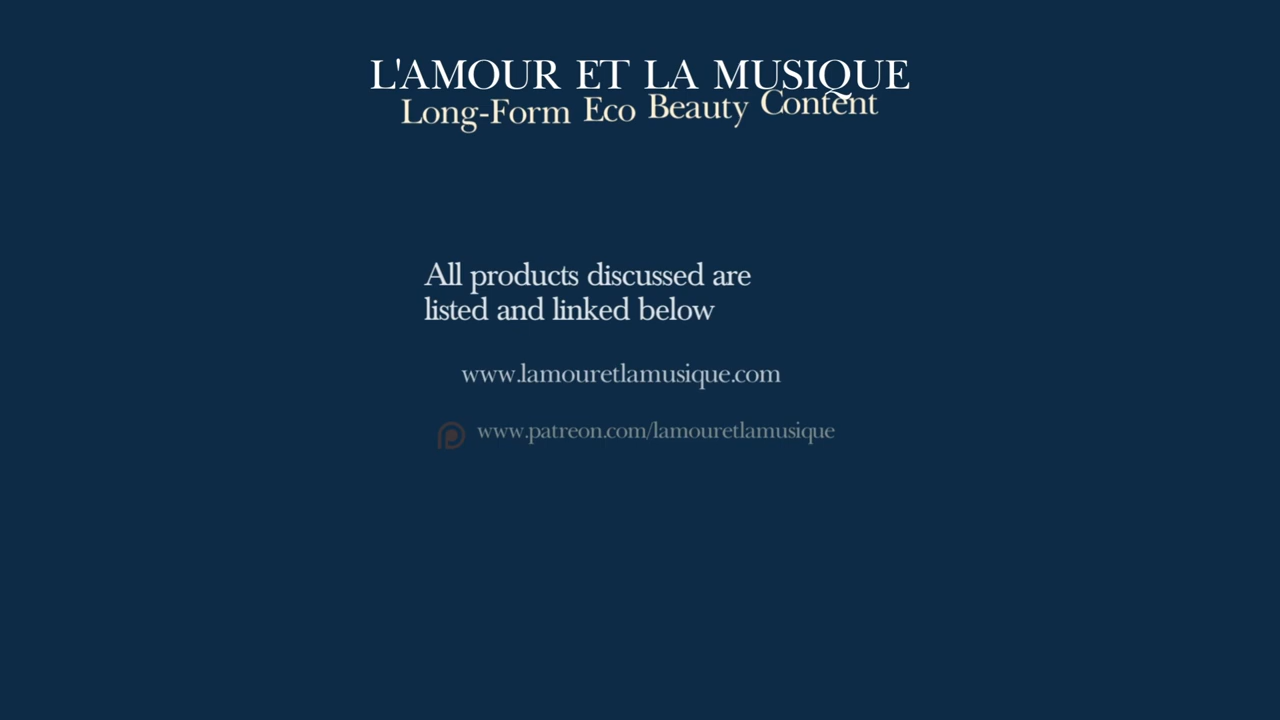 L'AMOUR ET LA MUSIQUE
Long-Form Eco Beauty Content
All products discussed are
listed and linked below
www.lamouretlamusique.com
www.patreon.com/lamouretlamusique